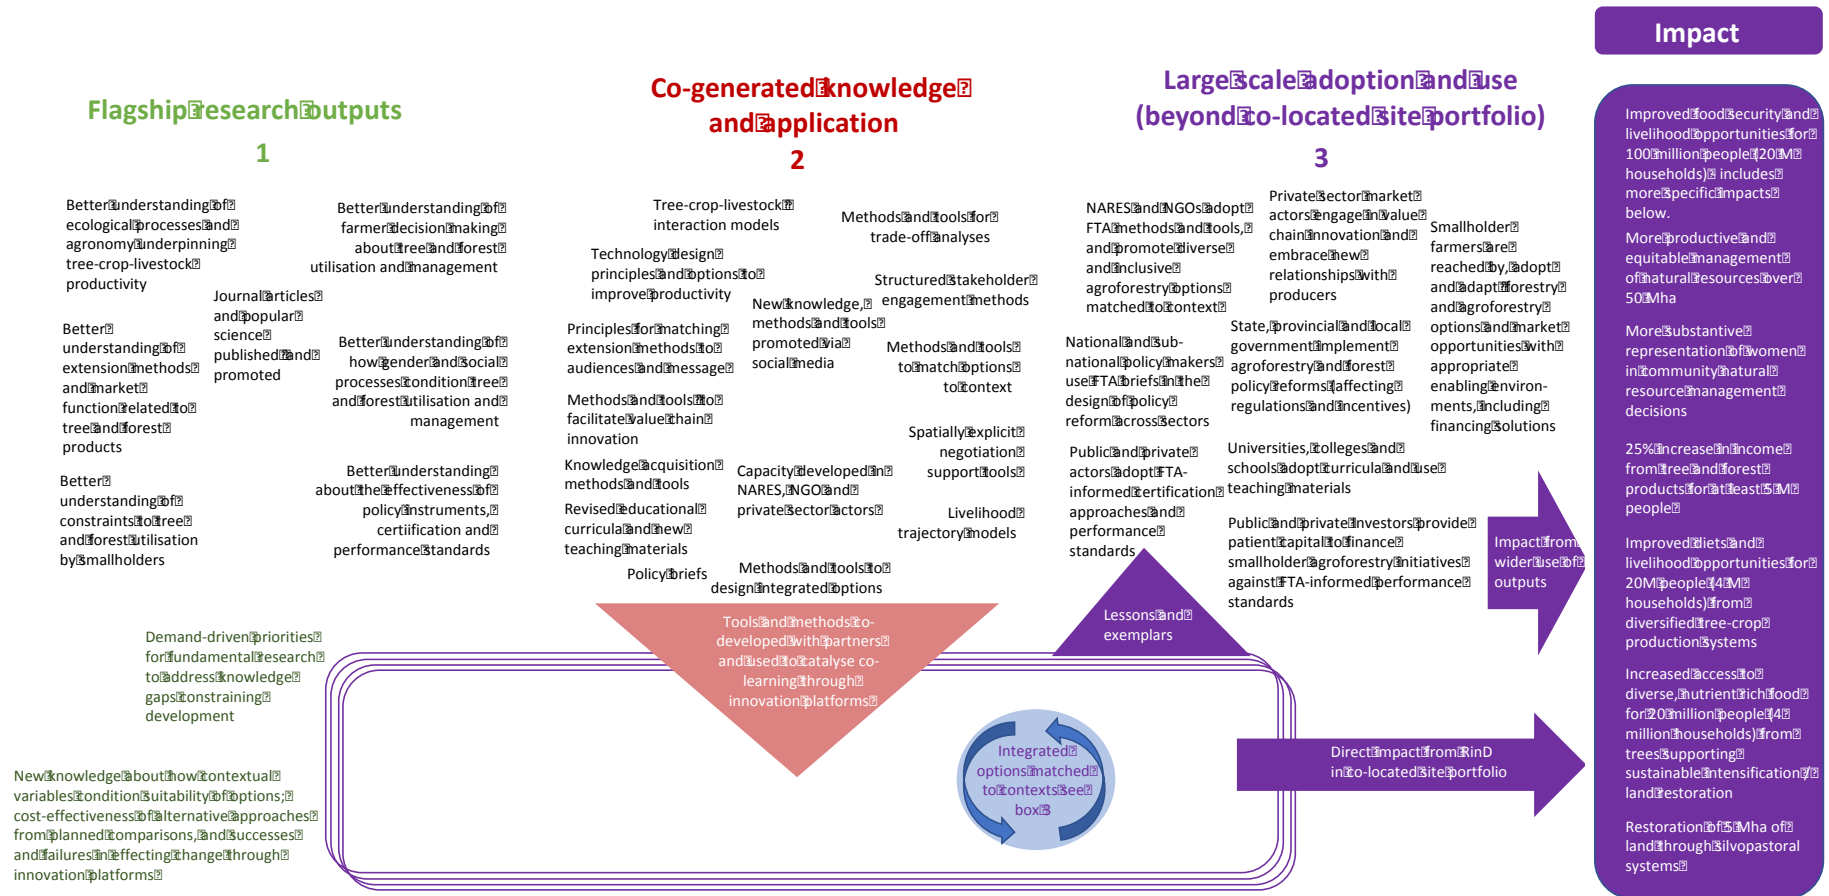 Impact
Flagship research outputs
1
Co-generated knowledge
and application
2
Large scale adoption and use
(beyond co-located site portfolio)
3
Better understanding of
ecological processes and
agronomy underpinning
tree-crop-livestock
productivity
Better understanding of
farmer decision making
about tree and forest
utilisation and management
Journal articles
and popular
science
published and
promoted
Better
understanding of
extension methods
and market
function related to
tree and forest
products
Better understanding of
how gender and social
processes condition tree
and forest utilisation and
management
Better
understanding of
constraints to tree
and forest utilisation
by smallholders
Better understanding
about the effectiveness of
policy instruments,
certiification and
performance standards
Tree-crop-livestock
interaction models
Methods and tools for
trade-off analyses
Technology design
principles and options to
improve productivity
Structured stakeholder
engagement methods
New knowledge,
methods and tools
promoted via
social media
Principles for matching
extension methods to
audiences and message
Methods and tools
to match options
to context
Methods and tools to
facilitate value chain
innovation
Spatially explicit
negotiation
support tools
Knowledge acquisition
methods and tools
Capacity developed in
NARES, NGO and
private sector actors
Revised educational
curricula and new
teaching materials
Livelihood
trajectory models
Policy briefs
Methods and tools to
design integrated options
NARES and NGOs adopt
FTA methods and tools,
and promote diverse
and inclusive
agroforestry options
matched to context
Private sector market
actors engage in value
chain innovation and
embrace new
relationships with
producers
Smallholder
farmers are
reached by, adopt
and adapt forestry
and agroforestry
options and market
opportunities with
appropriate
enabling environ-
ments, including
financing solutions
National and sub-
national policy makers
use FTA briefs in the
design of policy
reform across sectors
State, provincial and local
government implement
agroforestry and forest
policy reforms (affecting
regulations and incentives)
Public and private
actors adopt FTA-
informed certification
approaches and
performance
standards
Universities, colleges and
schools adopt curricula and use
teaching materials
Public and private investors provide
patient capital to finance
smallholder agroforestry initiatives
against FTA-informed performance
standards
Impact from
wider use of
outputs
Lessons and
exemplars
Tools and methods co-
developed with partners
and used to catalyse co-
learning through
innovation platforms
Demand-driven priorities
for fundamental research
to address knowledge
gaps constraining
development
New knowledge about how contextual
variables condition suitability of options;
cost-effectiveness of alternative approaches
from planned comparisons, and successes
and failures in effecting change through
innovation platforms
Integrated
options matched
to contexts see
box 3
Direct impact from RinD
in co-located site portfolio
Improved food security and
livelihood opportunities for
100 million people (20 M
households) includes
more specific impacts
below.
More productive and
equitable management
of natural resources over
50 Mha
More substantive
representation of women
in community natural
resource management
decisions
25% increase in income
from tree and forest
products for at least 5 M
people
Improved diets and
livelihood opportunities for
20M people (4 M
households) from
diversified tree-crop
production systems
Increased access to
diverse, nutrient rich food
for 20 million people (4
million households) from
trees supporting
sustainable intensification /
land restoration
Restoration of 5 Mha of
land through silvopastoral
systems